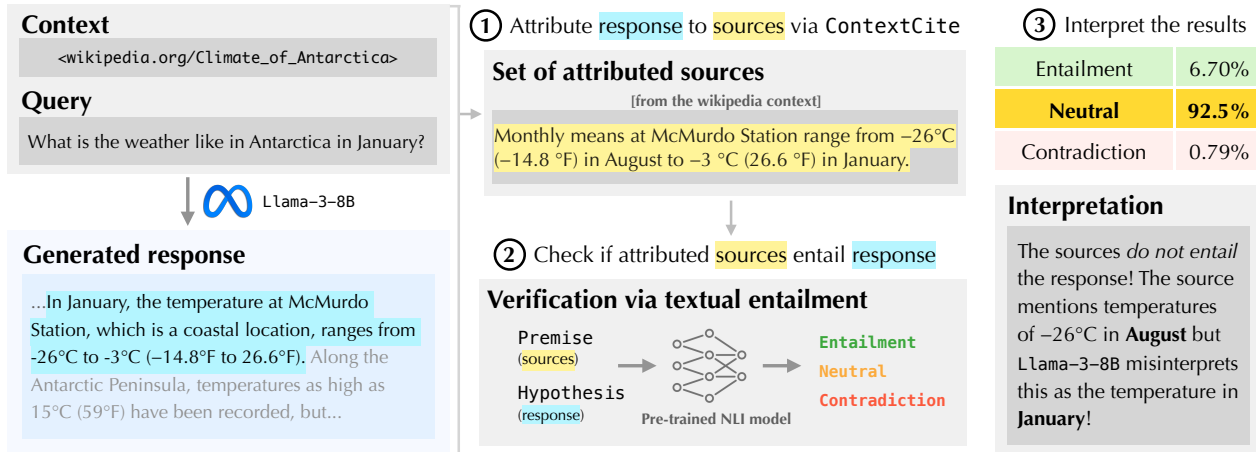 Context
<wikipedia.org/Climate_of_Antarctica>
Query
What is the weather like in Antarctica in January?
Llama-3-8B
Generated response
...In January, the temperature at McMurdo
Station, which is a coastal location, ranges from
-26°C to -3°C (−14.8°F to 26.6°F). Along the
Antarctic Peninsula, temperatures as high as
15°C (59°F) have been recorded, but...
1 Attribute response to sources via ContextCite
Set of attributed sources
[from the wikipedia context]
Monthly means at McMurdo Station range from −26°C
(−14.8 °F) in August to −3 °C (26.6 °F) in January.
2 Check if attributed sources entail response
Verification via textual entailment
Premise
(sources)
Hypothesis
(response)
Pre-trained NLI model
Entailment
Neutral
Contradiction
3 Interpret the results
Entailment 6.70%
Neutral 92.5%
Contradiction 0.79%
Interpretation
The sources do not entail
the response! The source
mentions temperatures
of −26°C in August but
Llama-3-8B misinterprets
this as the temperature in
January!